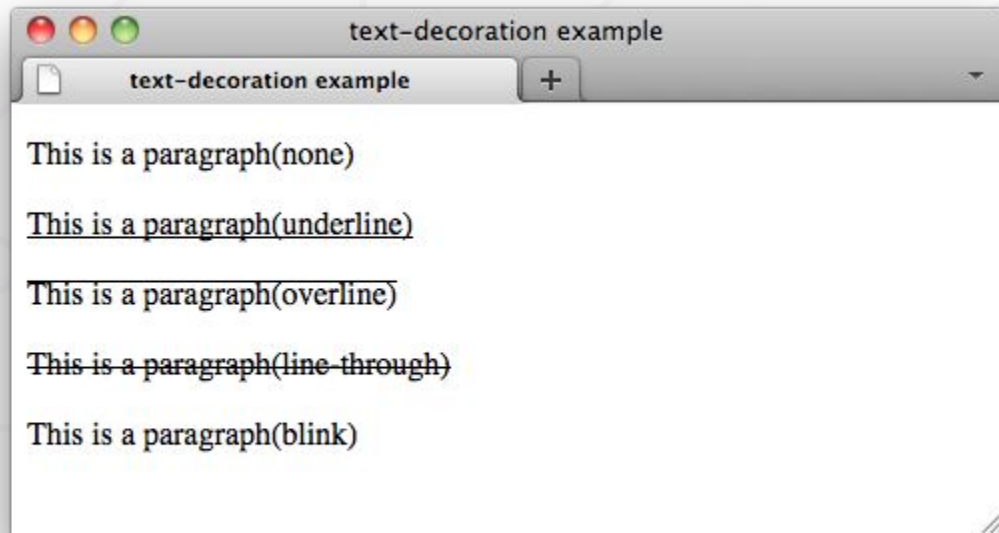 text-decoration example
text-decoration example
This is a paragraph(none)
This is a paragraph(underline)
This is a paragraph(overline)
This is a paragraph(line-through)
This is a paragraph(blink)